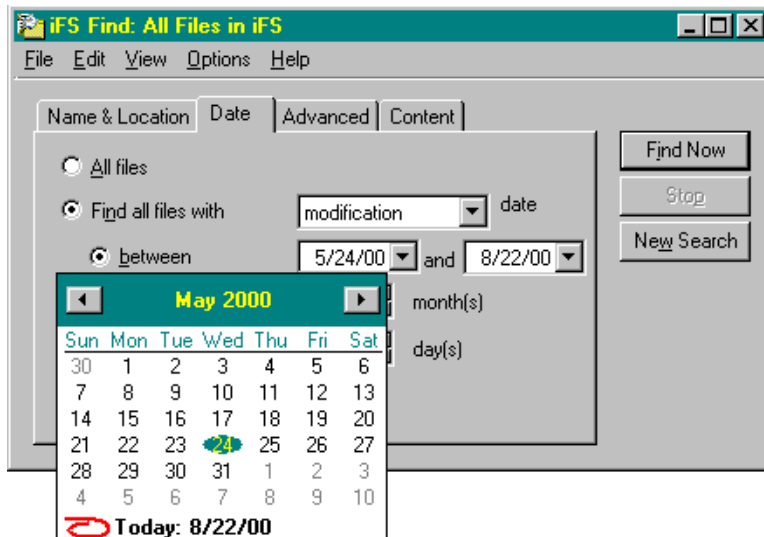 iFS Find: All Files in iFS
File Edit View Options Help
Name & Location Date Advanced Content
All files
Find all files with modification date
between 5/24/00 and 8/22/00
month(s)
day(s)
Find Now
Stop
New Search
May 2000
Sun Mon Tue Wed Thu Fri Sat
30 1 2 3 4 5 6
7 8 9 10 11 12 13
14 15 16 17 18 19 20
21 22 23 24 25 26 27
28 29 30 31 1 2 3
4 5 6 7 8 9 10
Today: 8/22/00